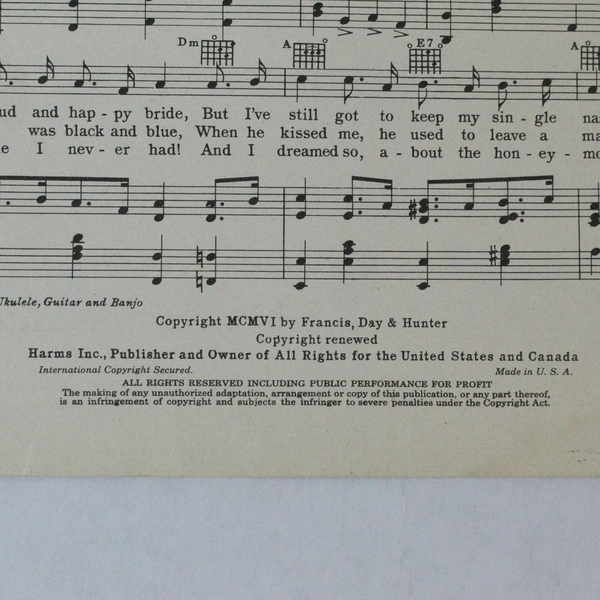 Dm A E7 A
ud and hap - py bride, But I've still got to keep my sin - gle na
was black and blue, When he kissed me, he used to leave a ma
e I nev - er had! And I dreamed so, a - bout the hon - ey - mo
Ukulele, Guitar and Banjo
Copyright MCMVI by Francis, Day & Hunter
Copyright renewed
Harms Inc., Publisher and Owner of All Rights for the United States and Canada
International Copyright Secured. Made in U. S. A.
ALL RIGHTS RESERVED INCLUDING PUBLIC PERFORMANCE FOR PROFIT
The making of any unauthorized adaptation, arrangement or copy of this publication, or any part thereof,
is an infringement of copyright and subjects the infringer to severe penalties under the Copyright Act.